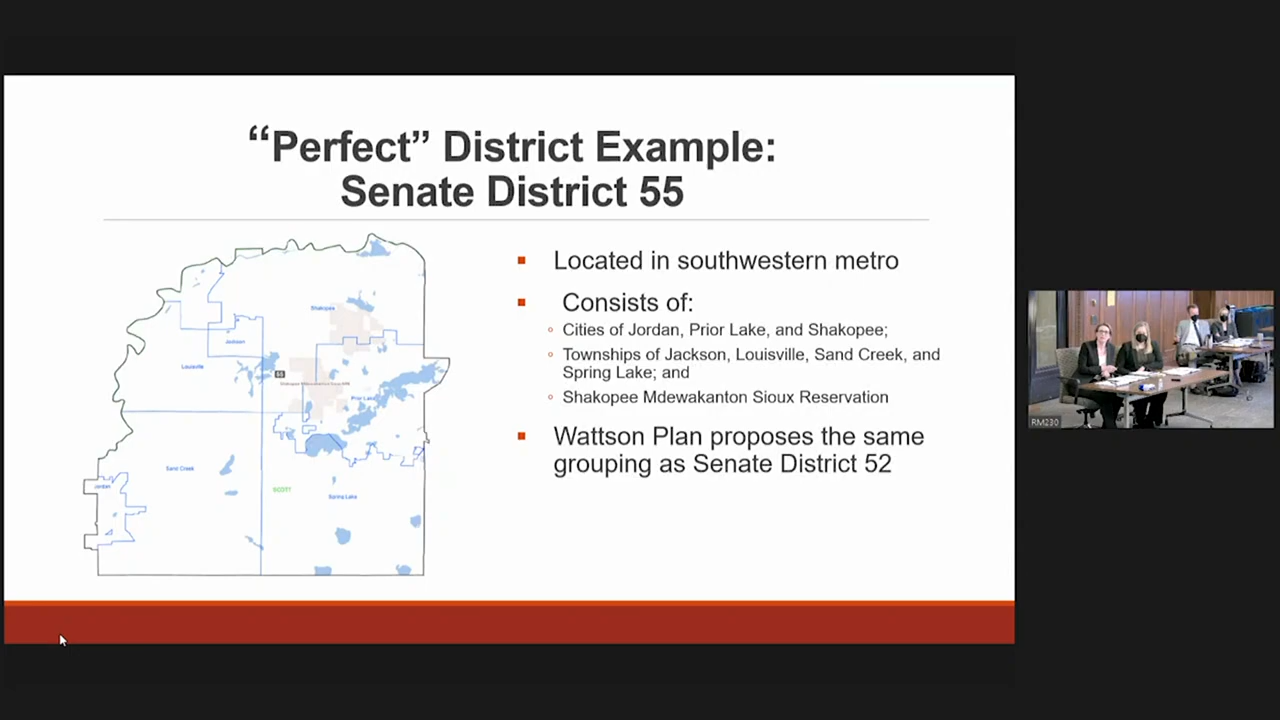 “Perfect” District Example:
Senate District 55
Located in southwestern metro
Consists of:
Cities of Jordan, Prior Lake, and Shakopee;
Townships of Jackson, Louisville, Sand Creek, and
Spring Lake; and
Shakopee Mdewakanton Sioux Reservation
Wattson Plan proposes the same
grouping as Senate District 52
Shakopee
Jackson
Louisville
55
Prior Lake
Sand Creek
Jordan
SCOTT
Spring Lake
RM230